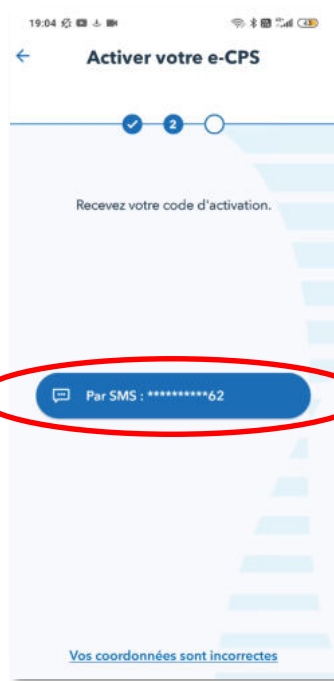 19:04
Activer votre e-CPS
2
Recevez votre code d'activation.
Par SMS : **********62
Vos coordonnées sont incorrectes